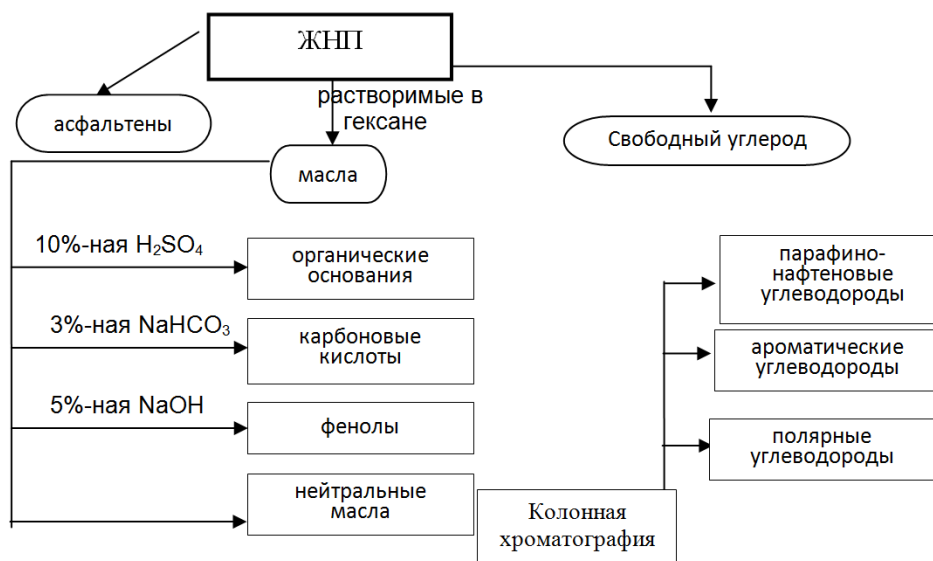 ЖНП
растворимые в
гексане
асфальтены
Свободный углерод
масла
10%-ная H₂SO₄
органические
основания
3%-ная NaHCO₃
карбоновые
кислоты
5%-ная NaOH
фенолы
нейтральные
масла
Колонная
хроматография
парафино-
нафтеновые
углеводороды
ароматические
углеводороды
полярные
углеводороды